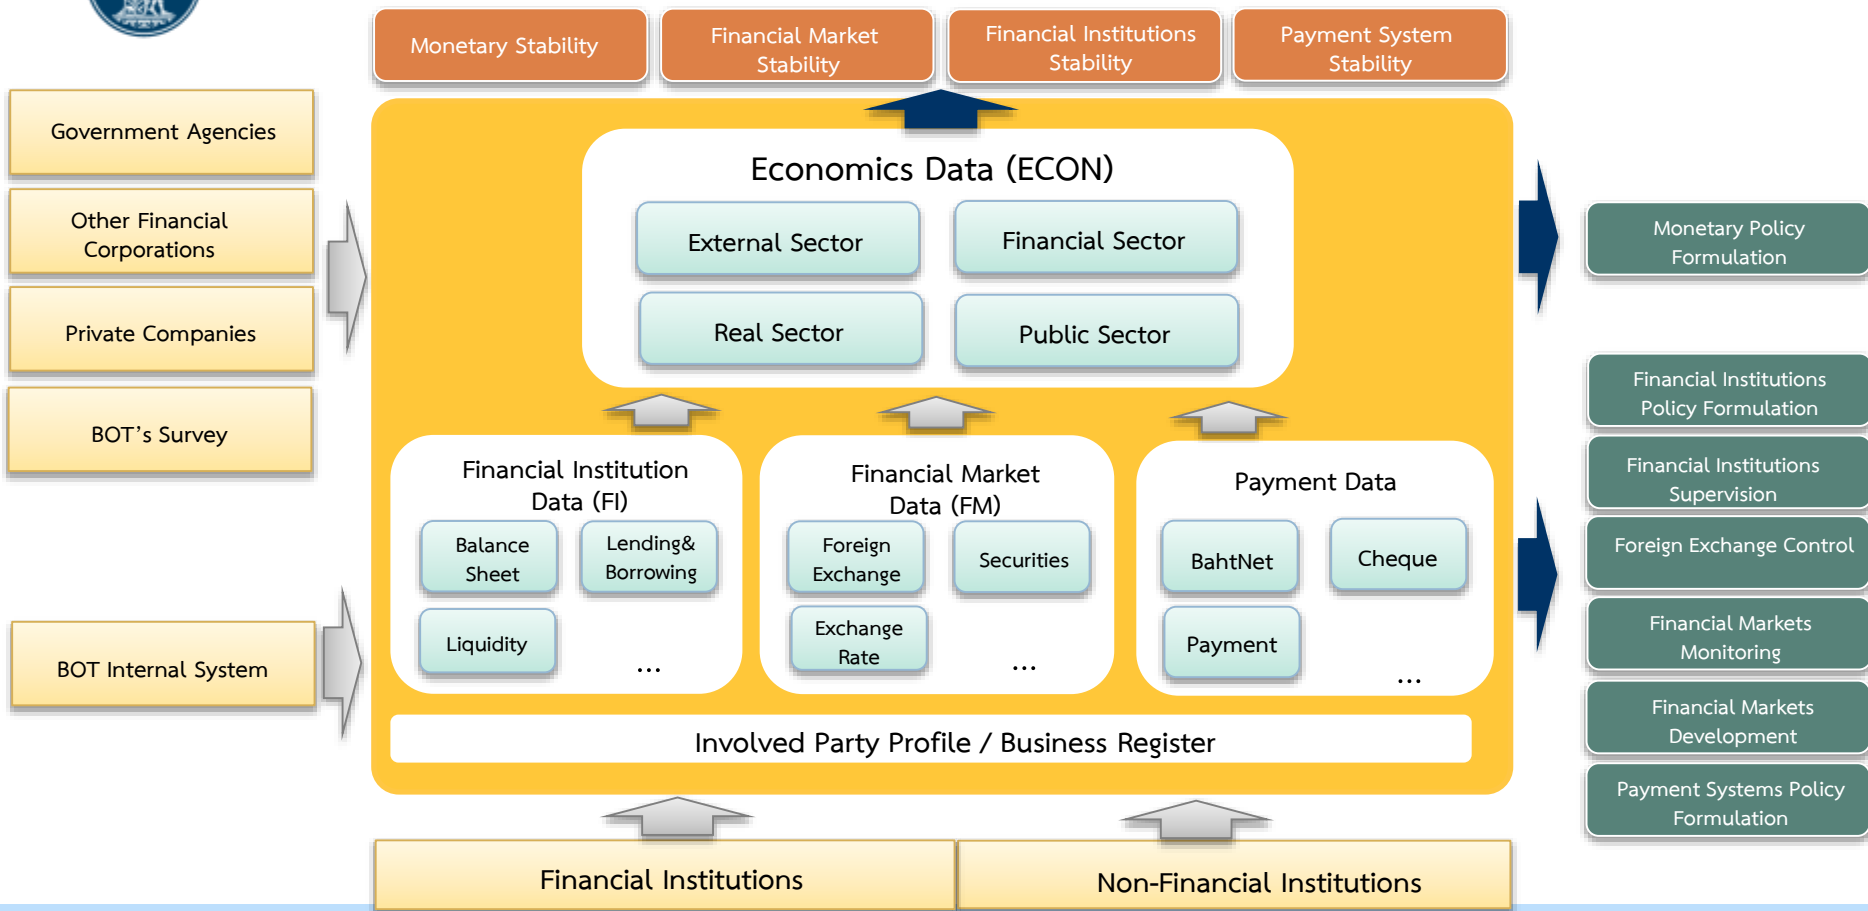 Monetary Stability
Financial Market
Stability
Financial Institutions
Stability
Payment System
Stability
Government Agencies
Other Financial
Corporations
Private Companies
BOT's Survey
BOT Internal System
Economics Data (ECON)
External Sector
Financial Sector
Real Sector
Public Sector
Financial Institution
Data (FI)
Balance
Sheet
Lending&
Borrowing
Liquidity
...
Financial Market
Data (FM)
Foreign
Exchange
Securities
Exchange
Rate
...
Payment Data
BahtNet
Cheque
Payment
...
Involved Party Profile / Business Register
Financial Institutions
Non-Financial Institutions
Monetary Policy
Formulation
Financial Institutions
Policy Formulation
Financial Institutions
Supervision
Foreign Exchange Control
Financial Markets
Monitoring
Financial Markets
Development
Payment Systems Policy
Formulation